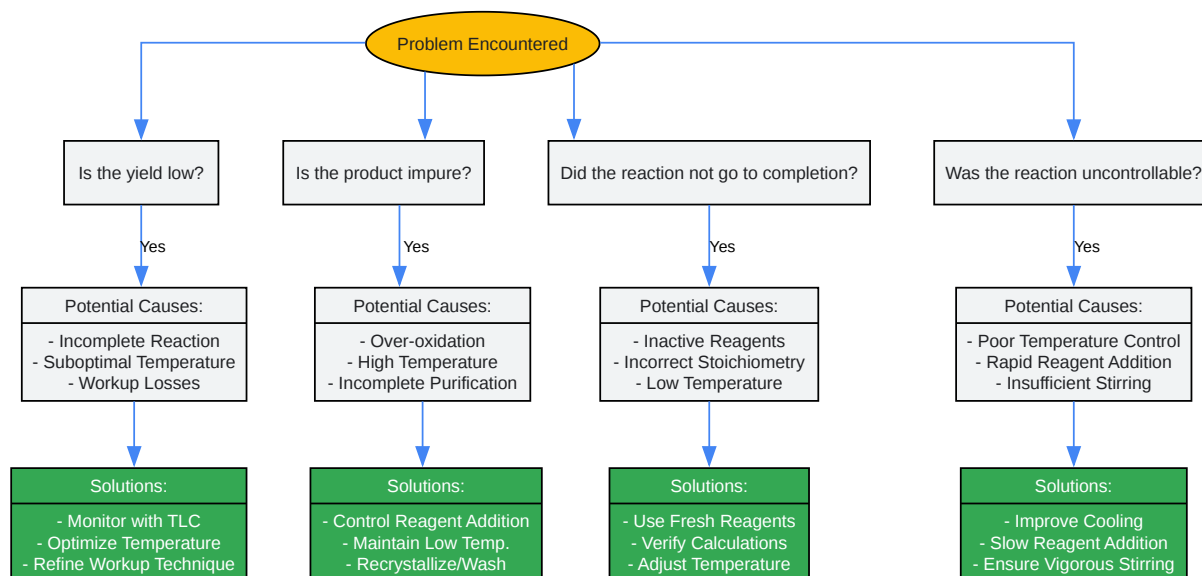 Problem Encountered
Is the yield low?
Is the product impure?
Did the reaction not go to completion?
Was the reaction uncontrollable?
Yes
Yes
Yes
Yes
Potential Causes:
- Incomplete Reaction
- Suboptimal Temperature
- Workup Losses
Potential Causes:
- Over-oxidation
- High Temperature
- Incomplete Purification
Potential Causes:
- Inactive Reagents
- Incorrect Stoichiometry
- Low Temperature
Potential Causes:
- Poor Temperature Control
- Rapid Reagent Addition
- Insufficient Stirring
Solutions:
- Monitor with TLC
- Optimize Temperature
- Refine Workup Technique
Solutions:
- Control Reagent Addition
- Maintain Low Temp.
- Recrystallize/Wash
Solutions:
- Use Fresh Reagents
- Verify Calculations
- Adjust Temperature
Solutions:
- Improve Cooling
- Slow Reagent Addition
- Ensure Vigorous Stirring